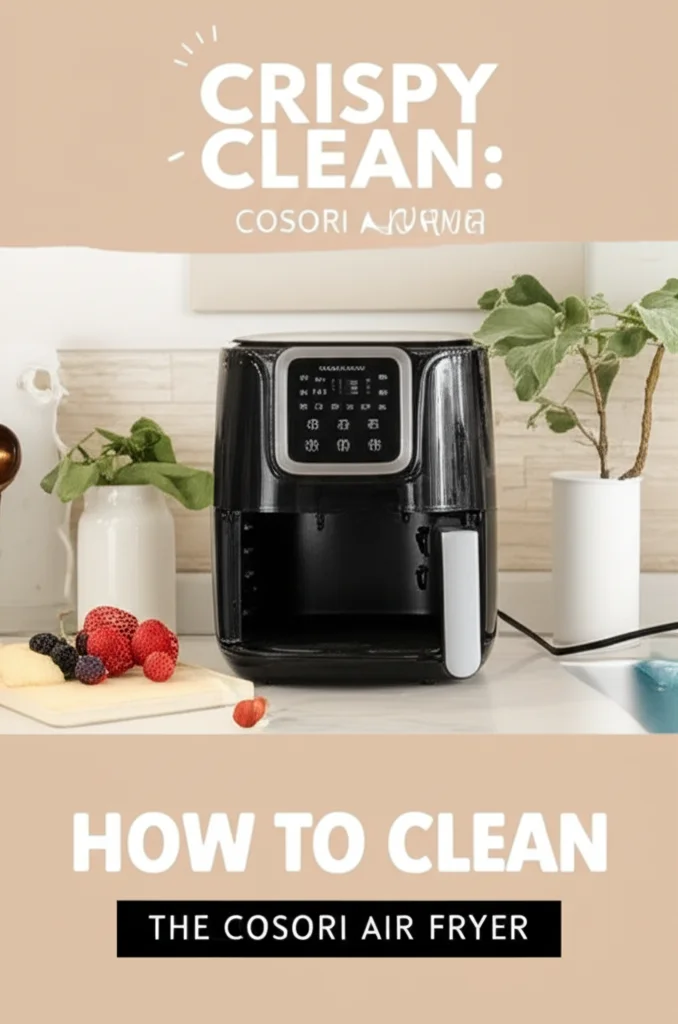 CRISPY
CLEAN:
COSORI
HOW TO CLEAN
THE COSORI AIR FRYER